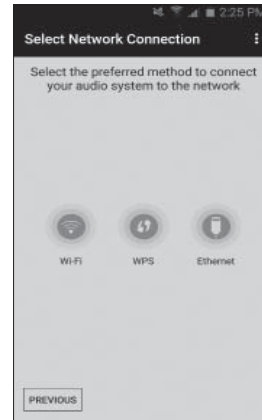 2:25 PM
Select Network Connection
Select the preferred method to connect
your audio system to the network
Wi-Fi
WPS
Ethernet
PREVIOUS